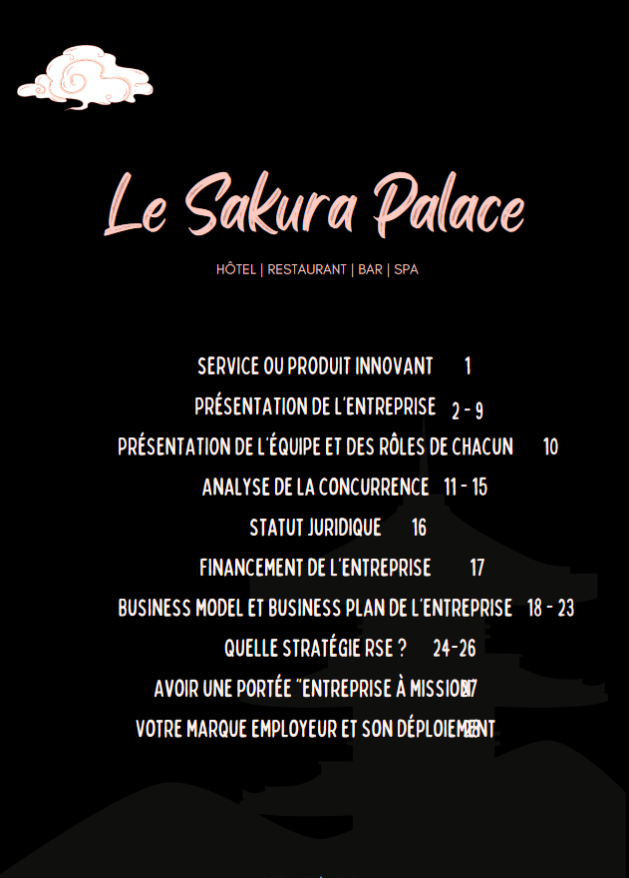 Le Sakura Palace
HÔTEL | RESTAURANT | BAR | SPA
SERVICE OU PRODUIT INNOVANT 1
PRÉSENTATION DE L'ENTREPRISE 2 - 9
PRÉSENTATION DE L'ÉQUIPE ET DES RÔLES DE CHACUN 10
ANALYSE DE LA CONCURRENCE 11 - 15
STATUT JURIDIQUE 16
FINANCEMENT DE L'ENTREPRISE 17
BUSINESS MODEL ET BUSINESS PLAN DE L'ENTREPRISE 18 - 23
QUELLE STRATÉGIE RSE ? 24-26
AVOIR UNE PORTÉE "ENTREPRISE À MISSION 27
VOTRE MARQUE EMPLOYEUR ET SON DÉPLOIEMENT